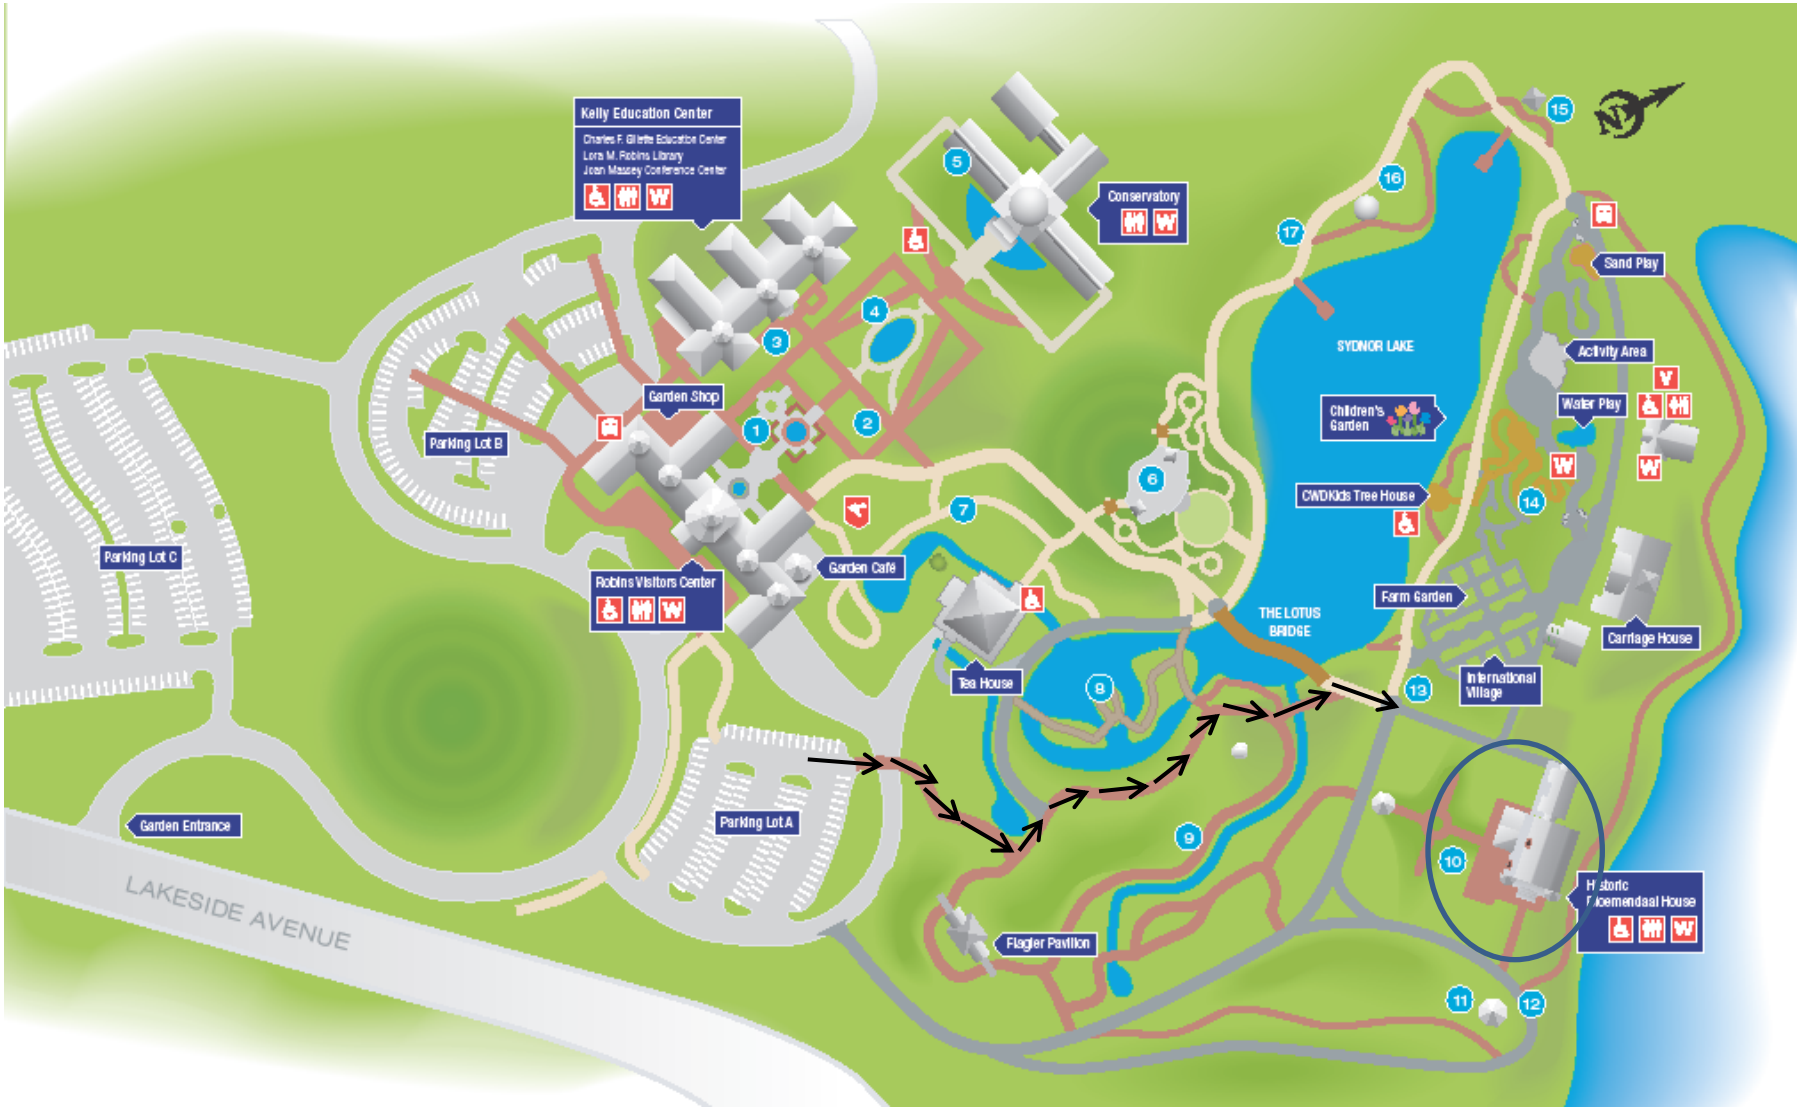 Kelly Education Center
Charles F. Gillette Education Center
Lora M. Robins Library
Joan Massey Conference Center
W
5
Conservatory
W
15
N
16
17
Sand Play
4
3
SYDNOR LAKE
Activity Area
Garden Shop
Children's
Garden
Water Play
1
2
Parking Lot B
W
W
6
CWDKids Tree House
14
7
Parking Lot C
Garden Café
Robins Visitors Center
W
THE LOTUS
BRIDGE
Farm Garden
Carriage House
Tea House
8
13
International
Village
Parking Lot A
Garden Entrance
9
10
LAKESIDE AVENUE
Historic
Bloemendaal House
W
Flagler Pavilion
11
12